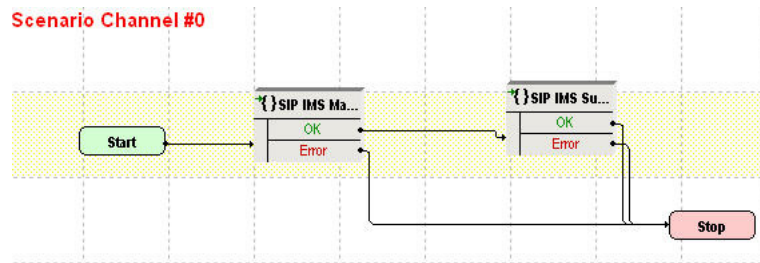 Scenario Channel #0
{}SIP IMS Ma...
OK
Error
{}SIP IMS Su...
OK
Error
Start
Stop